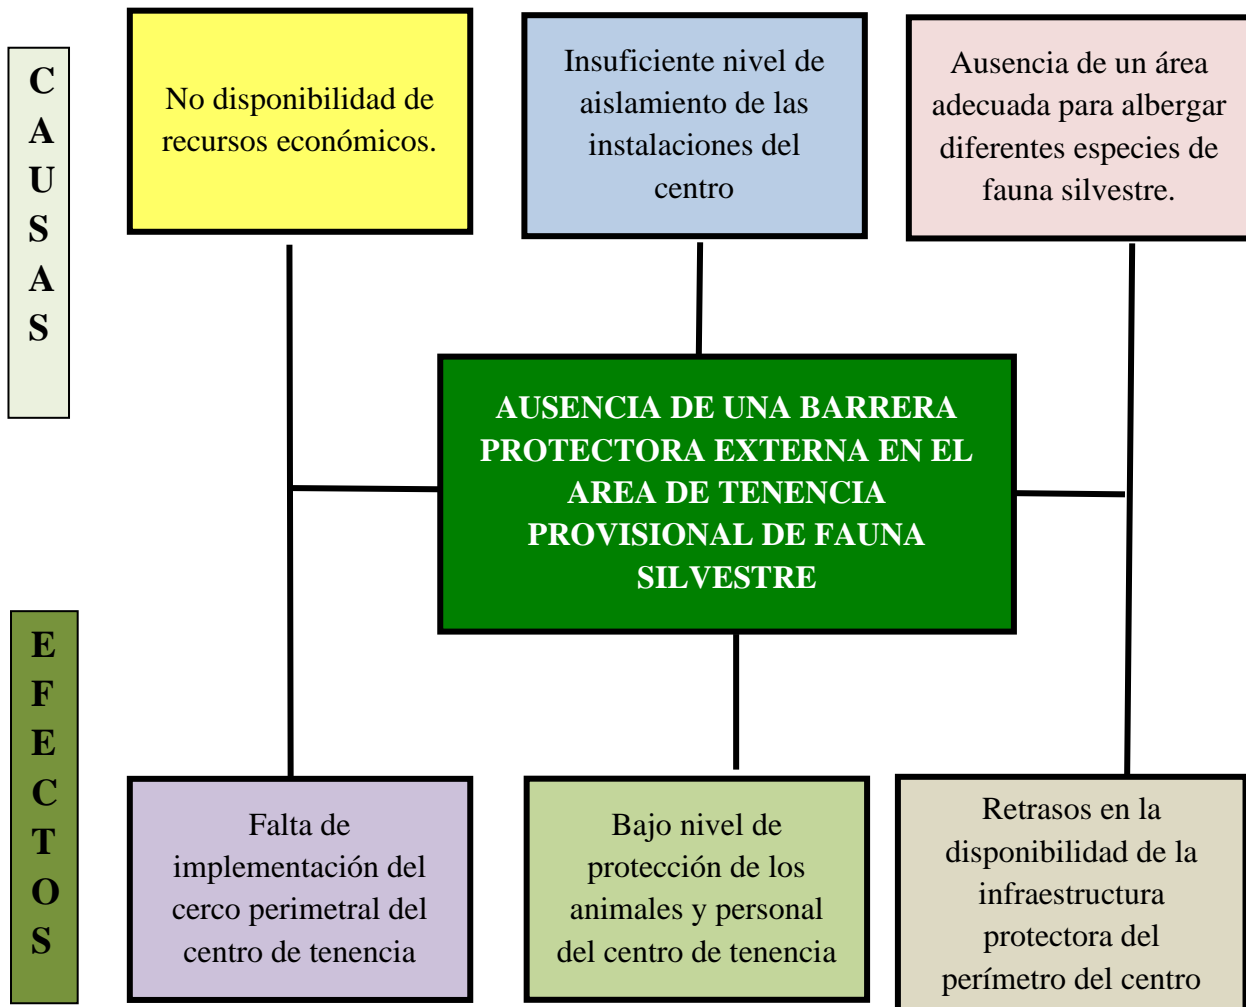 CAUSAS
No disponibilidad de
recursos económicos.
Insuficiente nivel de
aislamiento de las
instalaciones del
centro
Ausencia de un área
adecuada para albergar
diferentes especies de
fauna silvestre.
AUSENCIA DE UNA BARRERA
PROTECTORA EXTERNA EN EL
AREA DE TENENCIA
PROVISIONAL DE FAUNA
SILVESTRE
EFECTOS
Falta de
implementación del
cerco perimetral del
centro de tenencia
Bajo nivel de
protección de los
animales y personal
del centro de tenencia
Retrasos en la
disponibilidad de la
infraestructura
protectora del
perímetro del centro